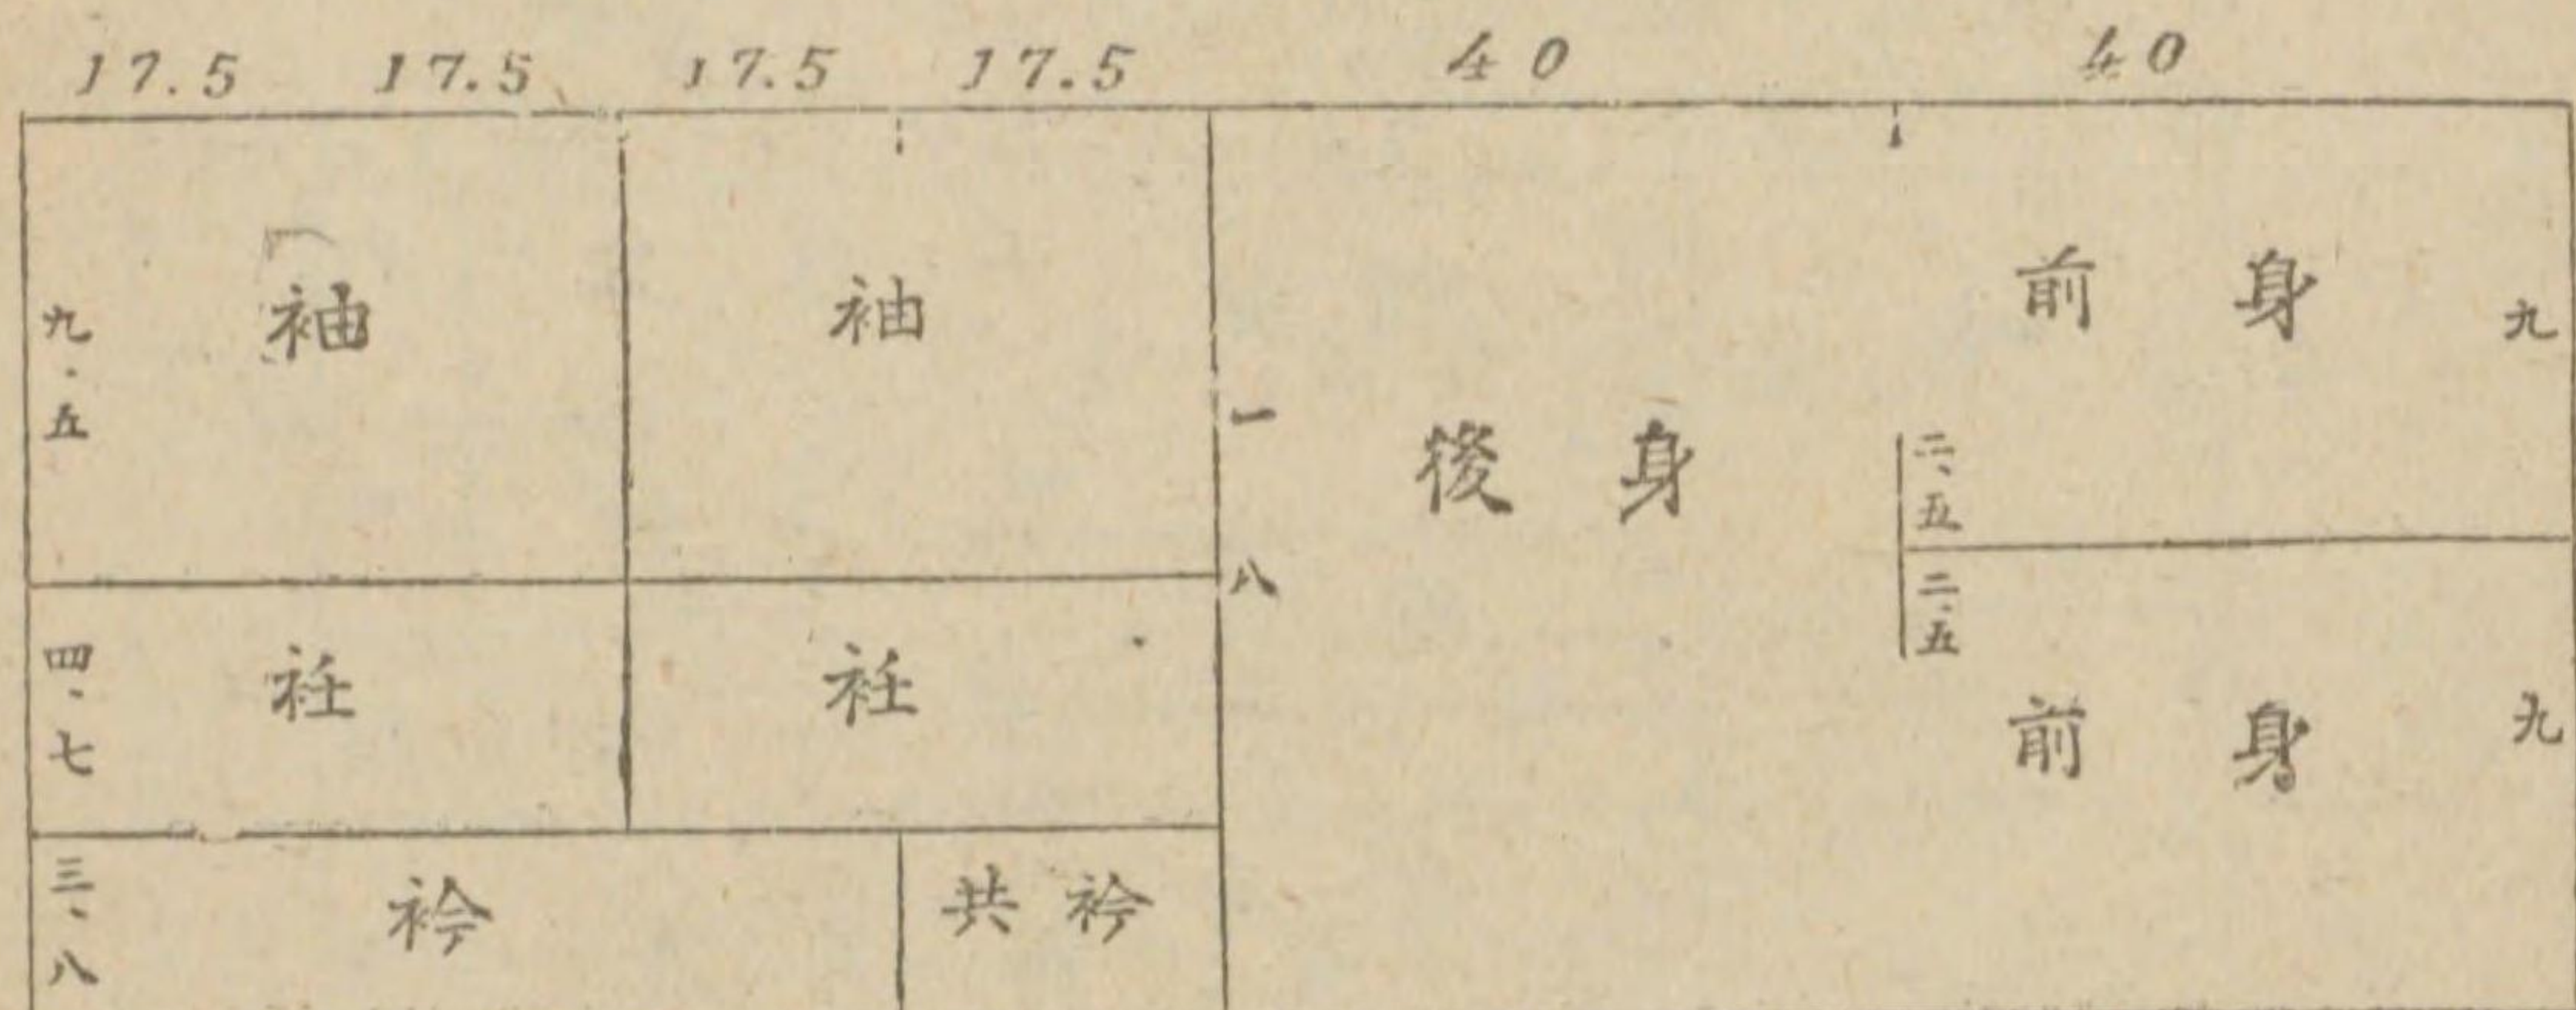 17.5 17.5 17.5 17.5 40 40
袖
袖
前身
九
九・五
後身
一八
二、五
二・五
衽
衽
四、七
前身
九
衿
共衿
三、八